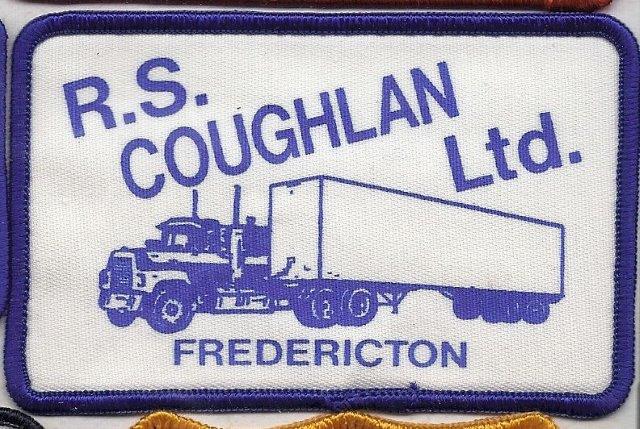 R.S.
COUGHLAN
Ltd.
FREDERICTON